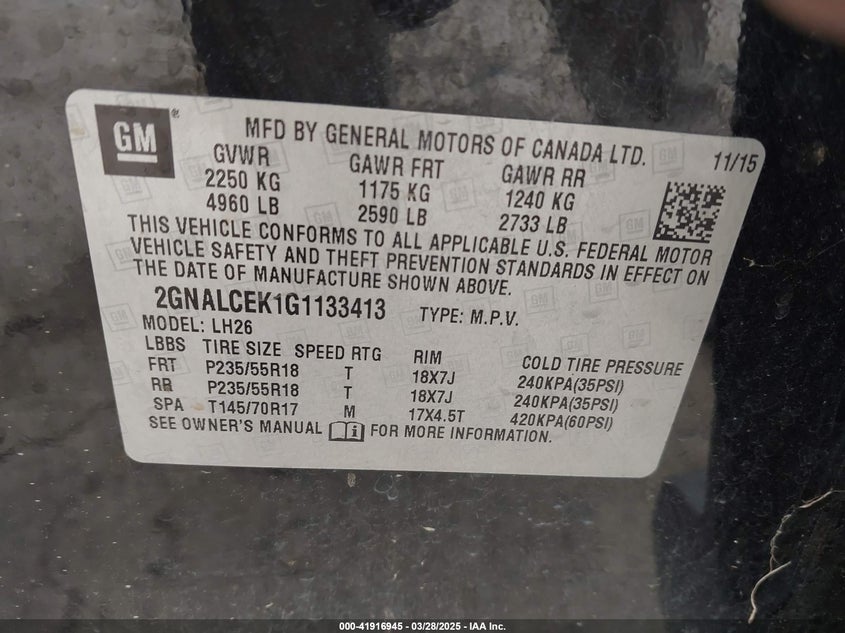 GM
®
MFD BY GENERAL MOTORS OF CANADA LTD. 11/15
GVWR GAWR FRT GAWR RR
2250 KG 1175 KG 1240 KG
4960 LB 2590 LB 2733 LB
THIS VEHICLE CONFORMS TO ALL APPLICABLE U.S. FEDERAL MOTOR
VEHICLE SAFETY AND THEFT PREVENTION STANDARDS IN EFFECT ON
THE DATE OF MANUFACTURE SHOWN ABOVE.
2GNALCEK1G1133413 TYPE: M.P.V.
MODEL: LH26
LBBS TIRE SIZE SPEED RTG RIM COLD TIRE PRESSURE
FRT P235/55R18 T 18X7J 240KPA(35PSI)
RR P235/55R18 T 18X7J 240KPA(35PSI)
SPA T145/70R17 M 17X4.5T 420KPA(60PSI)
SEE OWNER'S MANUAL FOR MORE INFORMATION.
000-41916945 — 03/28/2025 — IAA Inc.